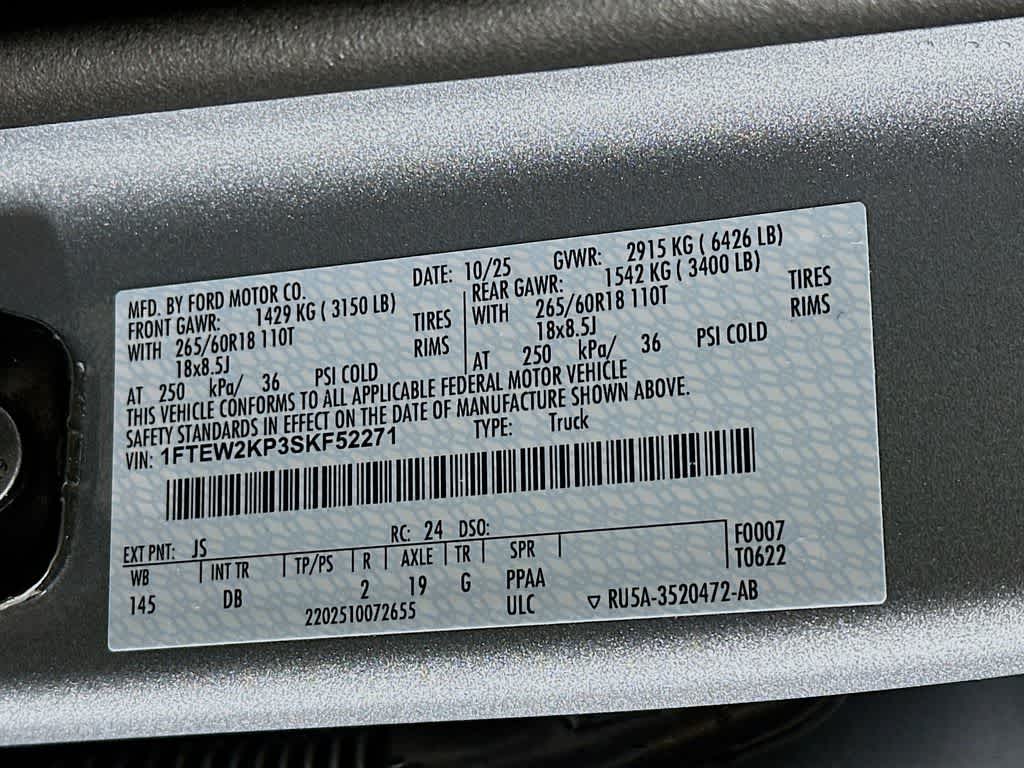 MFD. BY FORD MOTOR CO.
DATE: 10/25 GVWR: 2915 KG ( 6426 LB)
FRONT GAWR: 1429 KG ( 3150 LB)
WITH 265/60R18 110T TIRES
18x8.5J RIMS
AT 250 kPa/ 36 PSI COLD
REAR GAWR: 1542 KG ( 3400 LB)
WITH 265/60R18 110T TIRES
18x8.5J RIMS
AT 250 kPa/ 36 PSI COLD
THIS VEHICLE CONFORMS TO ALL APPLICABLE FEDERAL MOTOR VEHICLE
SAFETY STANDARDS IN EFFECT ON THE DATE OF MANUFACTURE SHOWN ABOVE.
VIN: 1FTEW2KP3SKF52271 TYPE: Truck
EXT PNT: JS RC: 24 DSO:
WB INT TR TP/PS R AXLE TR SPR F0007
145 DB 2 19 G PPAA T0622
2202510072655 ULC ▽ RU5A-3520472-AB